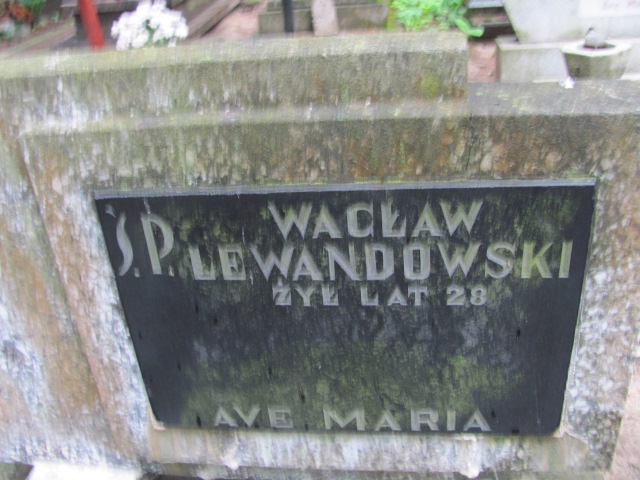 WACŁAW
Ś.P. LEWANDOWSKI
ŻYŁ LAT 28
AVE MARIA